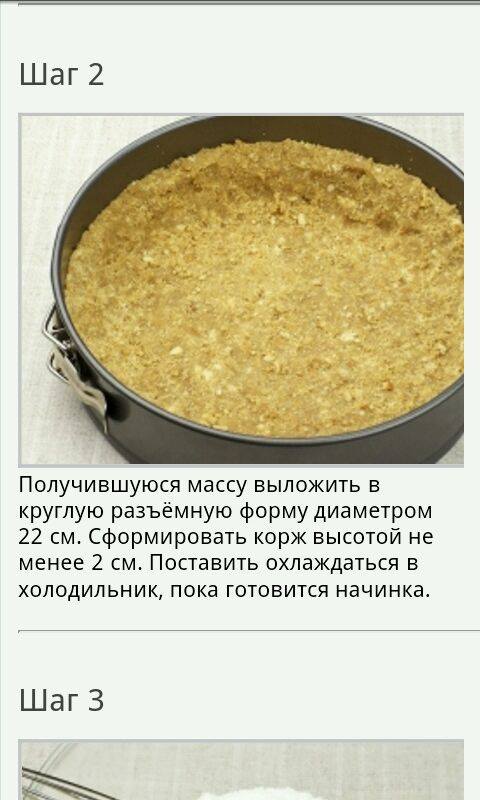 Шаг 2
Получившуюся массу выложить в
круглую разъёмную форму диаметром
22 см. Сформировать корж высотой не
менее 2 см. Поставить охлаждаться в
холодильник, пока готовится начинка.
Шаг 3